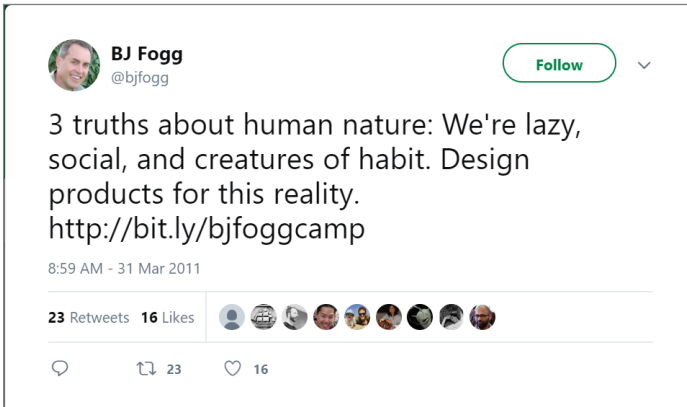 BJ Fogg
@bjfogg
Follow
3 truths about human nature: We're lazy,
social, and creatures of habit. Design
products for this reality.
http://bit.ly/bjfoggcamp
8:59 AM - 31 Mar 2011
23 Retweets 16 Likes
23 16